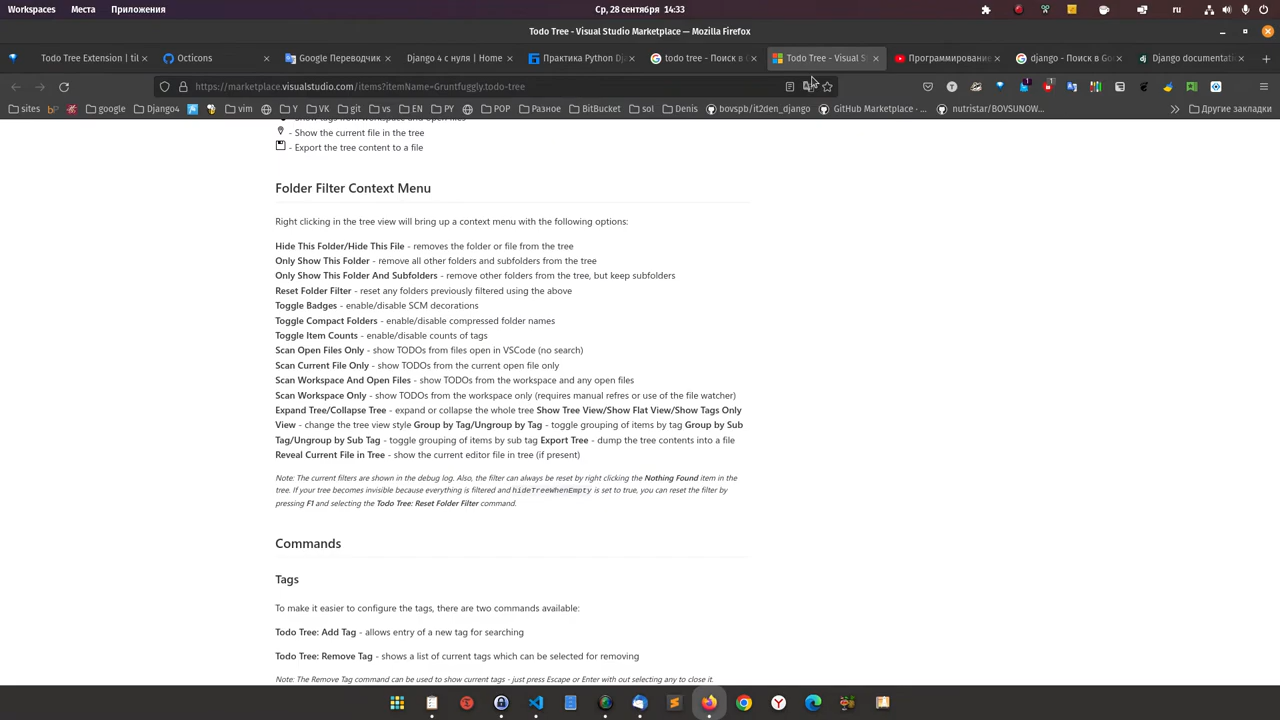 Workspaces Места Приложения Ср, 28 сентября 14:33 ru
Todo Tree - Visual Studio Marketplace — Mozilla Firefox
Todo Tree Extension | til Octicons Google Переводчик Django 4 с нуля | Home Практика Python Dj todo tree - Поиск в G Todo Tree - Visual S Программирование django - Поиск в Go Django documentati
https://marketplace.visualstudio.com/items?itemName=Gruntfuggly.todo-tree
sites google Django4 vim Y VK git vs EN PY POP Разное BitBucket sol Denis bovspb/it2den_django GitHub Marketplace ... nutristar/BOVSUNOW... Другие закладки
- Show tags from workspace and open files
- Show the current file in the tree
- Export the tree content to a file
Folder Filter Context Menu
Right clicking in the tree view will bring up a context menu with the following options:
Hide This Folder/Hide This File - removes the folder or file from the tree
Only Show This Folder - remove all other folders and subfolders from the tree
Only Show This Folder And Subfolders - remove other folders from the tree, but keep subfolders
Reset Folder Filter - reset any folders previously filtered using the above
Toggle Badges - enable/disable SCM decorations
Toggle Compact Folders - enable/disable compressed folder names
Toggle Item Counts - enable/disable counts of tags
Scan Open Files Only - show TODOs from files open in VSCode (no search)
Scan Current File Only - show TODOs from the current open file only
Scan Workspace And Open Files - show TODOs from the workspace and any open files
Scan Workspace Only - show TODOs from the workspace only (requires manual refres or use of the file watcher)
Expand Tree/Collapse Tree - expand or collapse the whole tree Show Tree View/Show Flat View/Show Tags Only
View - change the tree view style Group by Tag/Ungroup by Tag - toggle grouping of items by tag Group by Sub
Tag/Ungroup by Sub Tag - toggle grouping of items by sub tag Export Tree - dump the tree contents into a file
Reveal Current File in Tree - show the current editor file in tree (if present)
Note: The current filters are shown in the debug log. Also, the filter can always be reset by right clicking the Nothing Found item in the
tree. If your tree becomes invisible because everything is filtered and hideTreeWhenEmpty is set to true, you can reset the filter by
pressing F1 and selecting the Todo Tree: Reset Folder Filter command.
Commands
Tags
To make it easier to configure the tags, there are two commands available:
Todo Tree: Add Tag - allows entry of a new tag for searching
Todo Tree: Remove Tag - shows a list of current tags which can be selected for removing
Note: The Remove Tag command can be used to show current tags - just press Escape or Enter with out selecting any to close it.